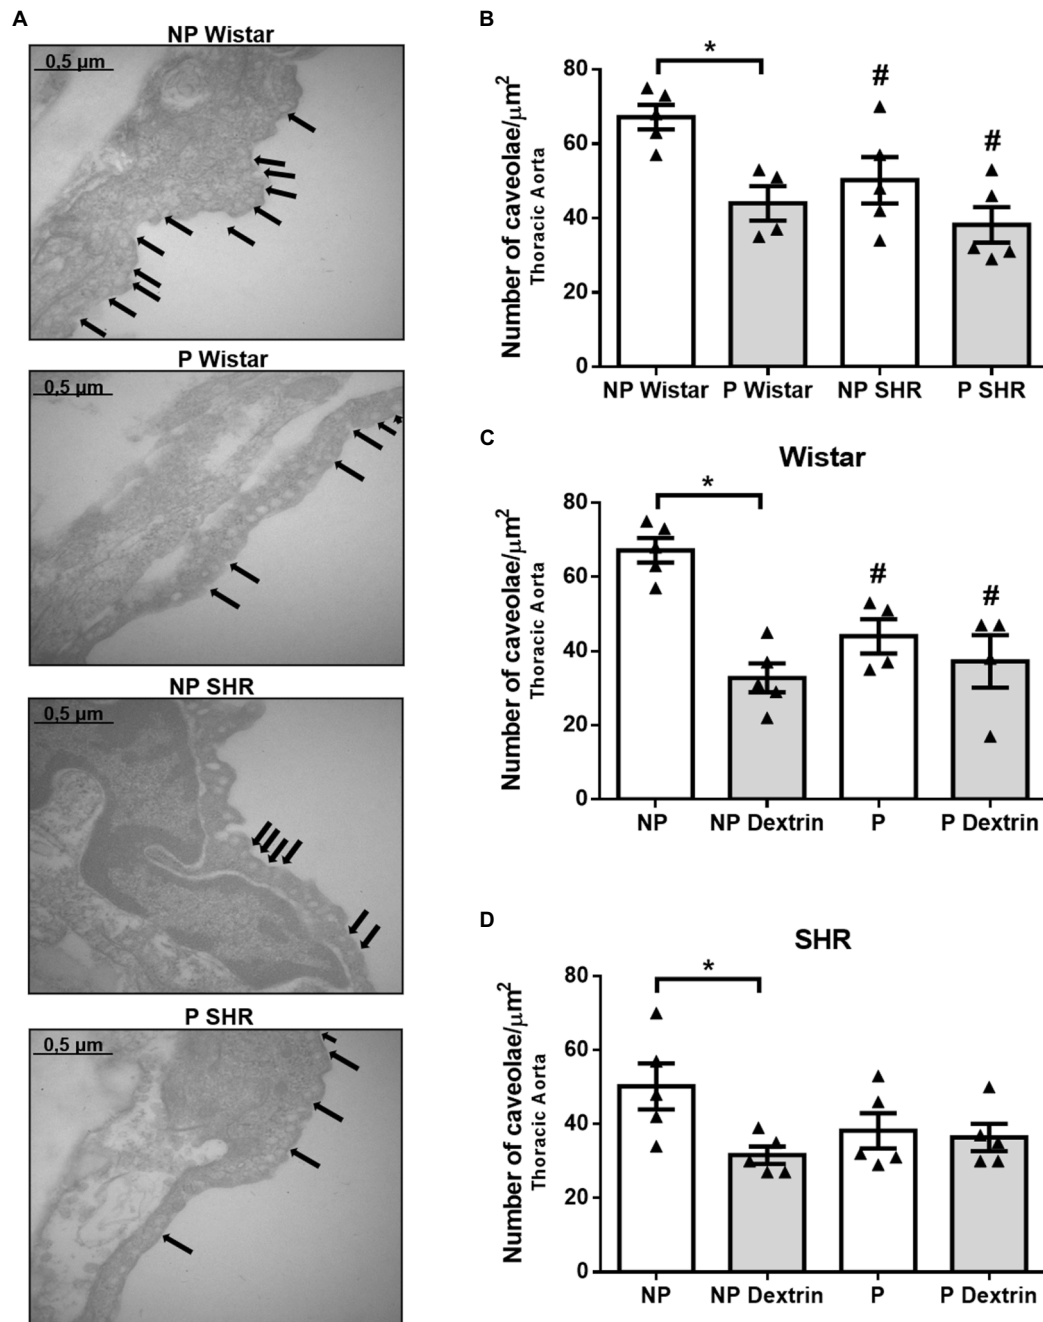 A
NP Wistar
0,5 µm
P Wistar
0,5 µm
NP SHR
0,5 µm
P SHR
0,5 µm
B
Number of caveolae/µm²
Thoracic Aorta
80
60
40
20
0
*
#
#
NP Wistar
P Wistar
NP SHR
P SHR
C
Wistar
Number of caveolae/µm²
Thoracic Aorta
80
60
40
20
0
*
#
#
NP
NP Dextrin
P
P Dextrin
D
SHR
Number of caveolae/µm²
Thoracic Aorta
80
60
40
20
0
*
NP
NP Dextrin
P
P Dextrin